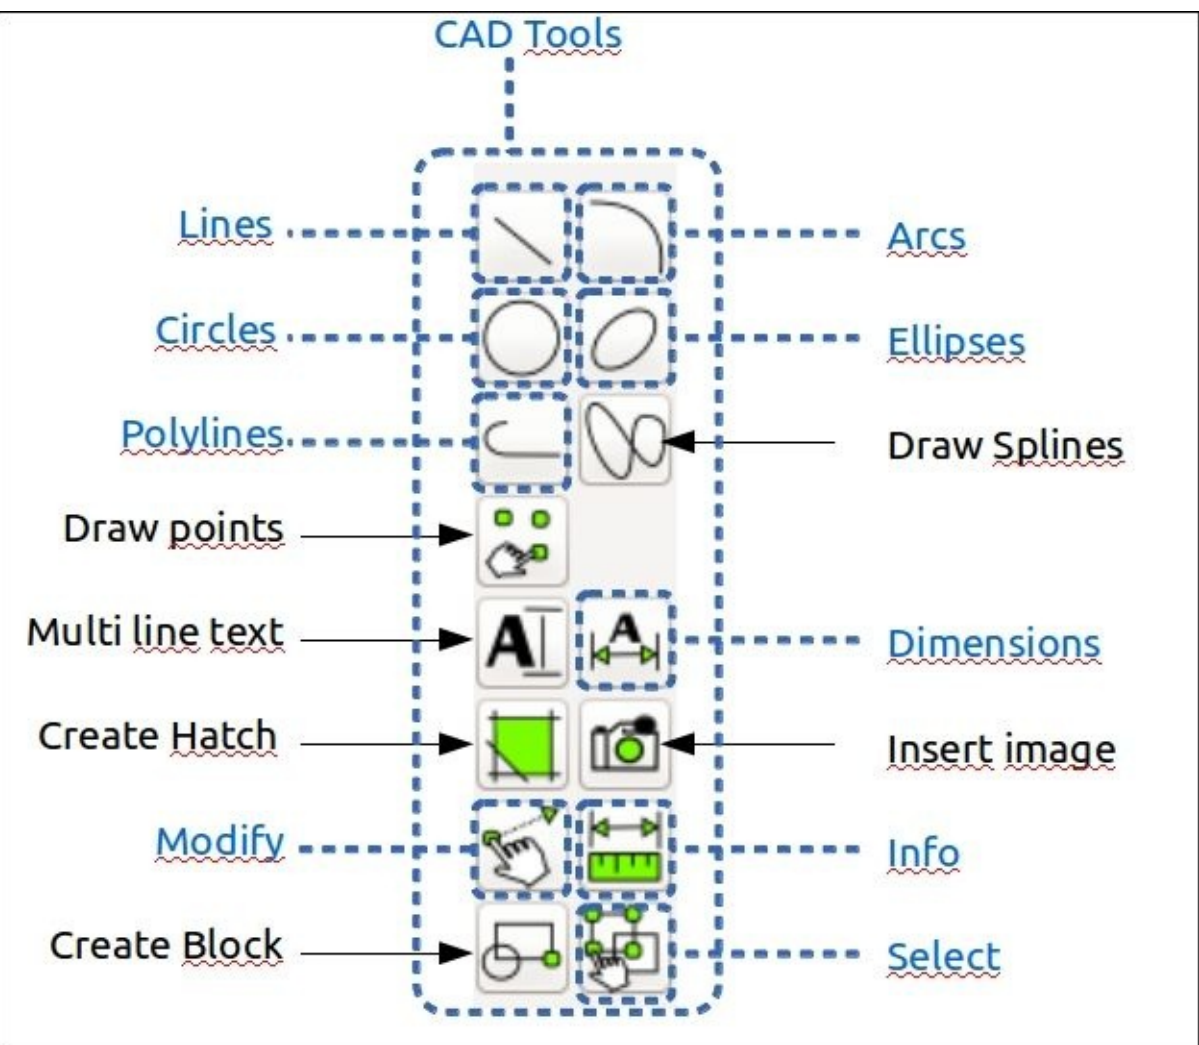 CAD Tools
Lines
Arcs
Circles
Ellipses
Polylines
Draw Splines
Draw points
Multi line text
A
A
Dimensions
Create Hatch
Insert image
Modify
Info
Create Block
Select